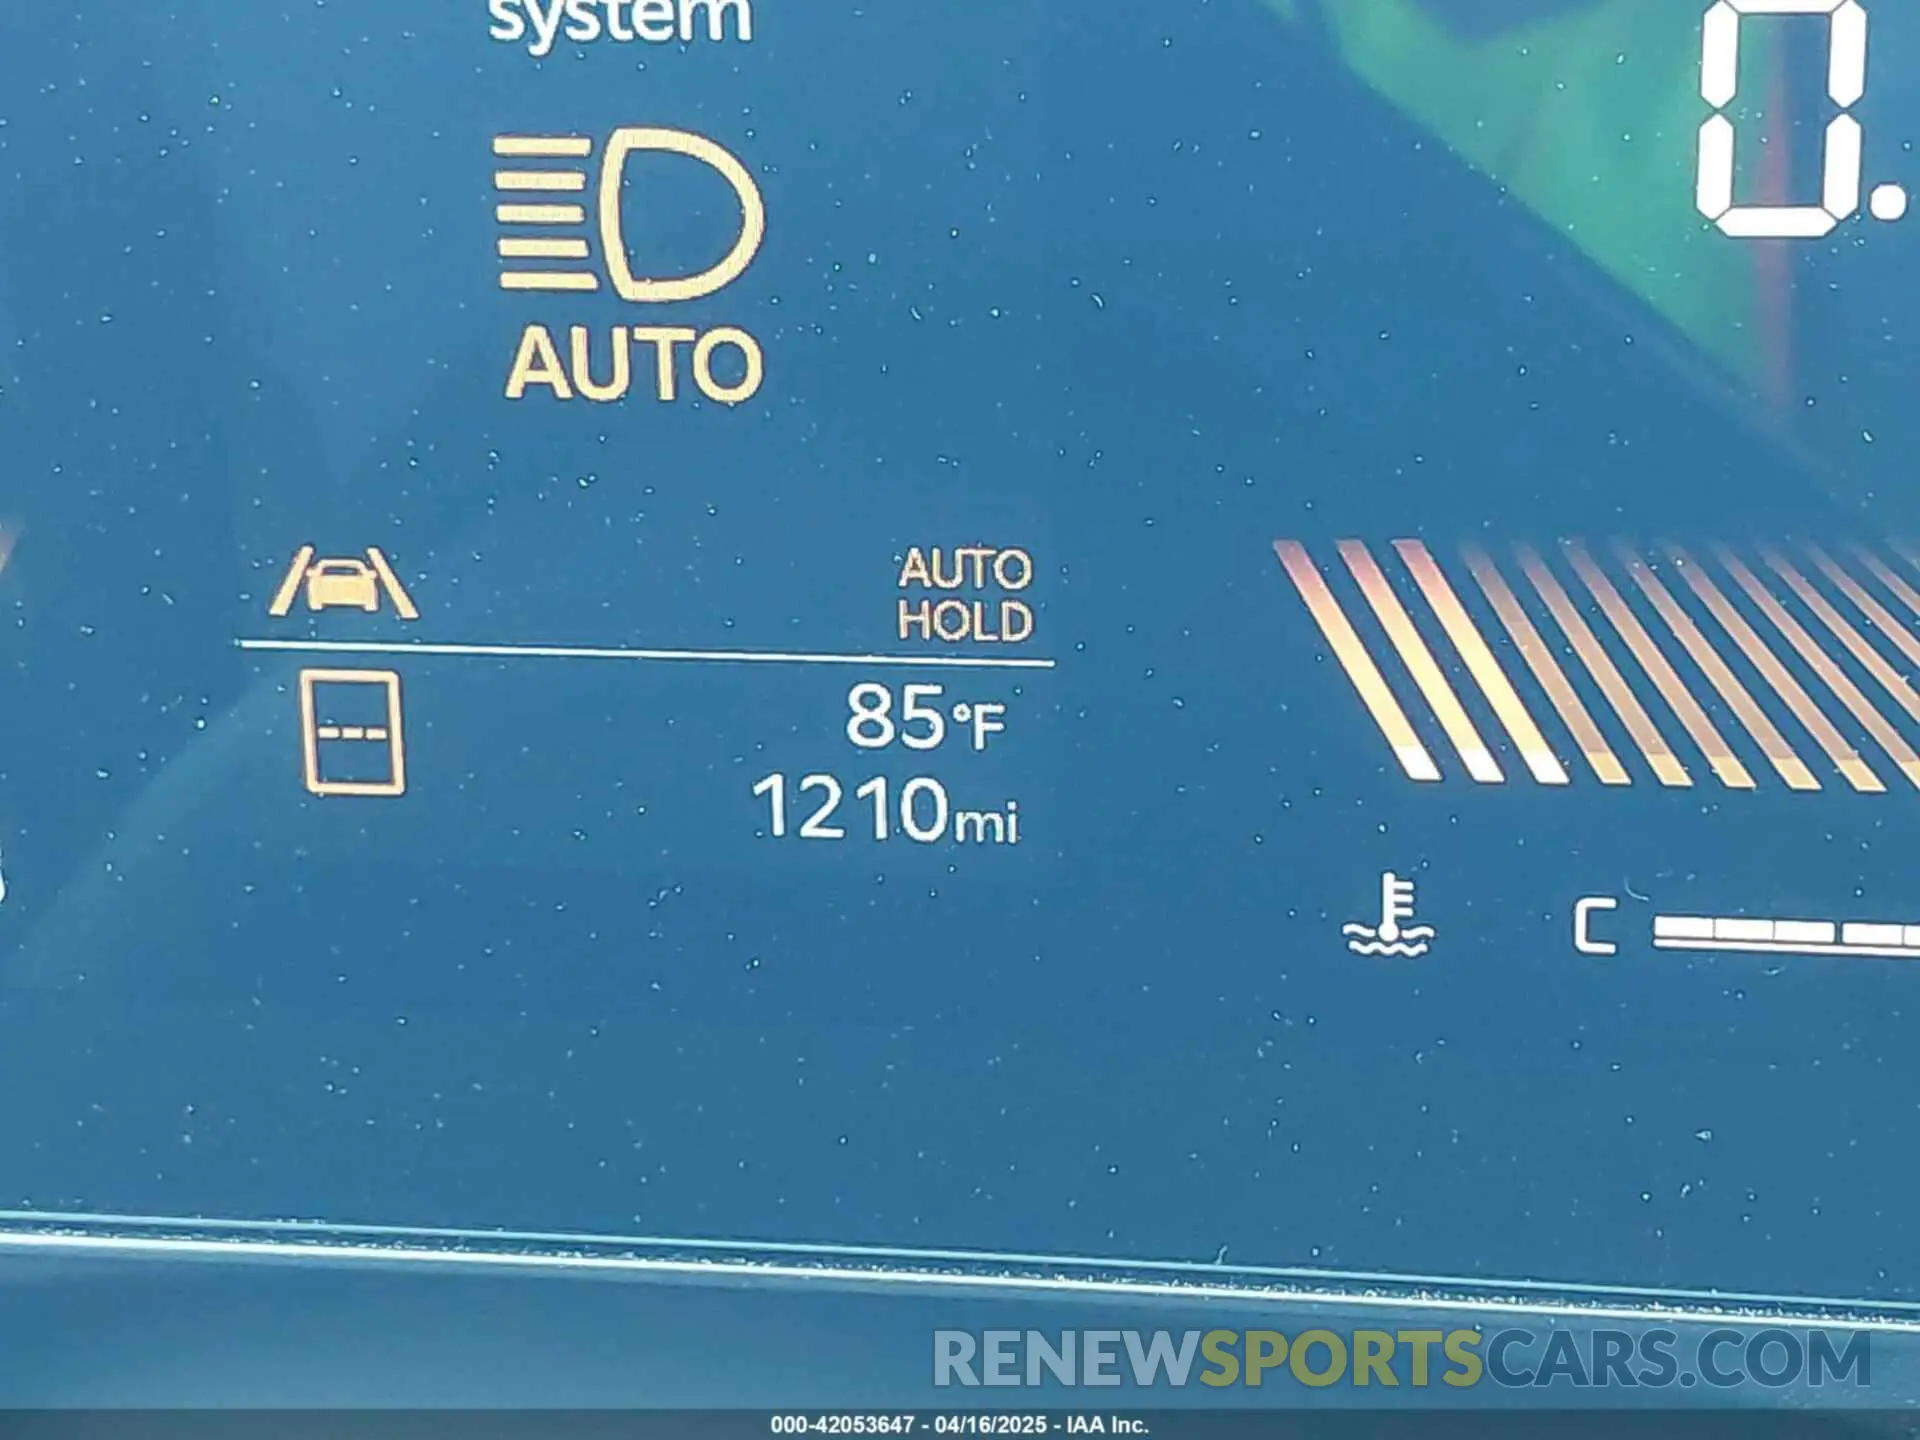 system
0.
AUTO
AUTO
HOLD
85°F
1210mi
C
RENEWSPORTSCARS.COM
000-42053647 - 04/16/2025 - IAA Inc.